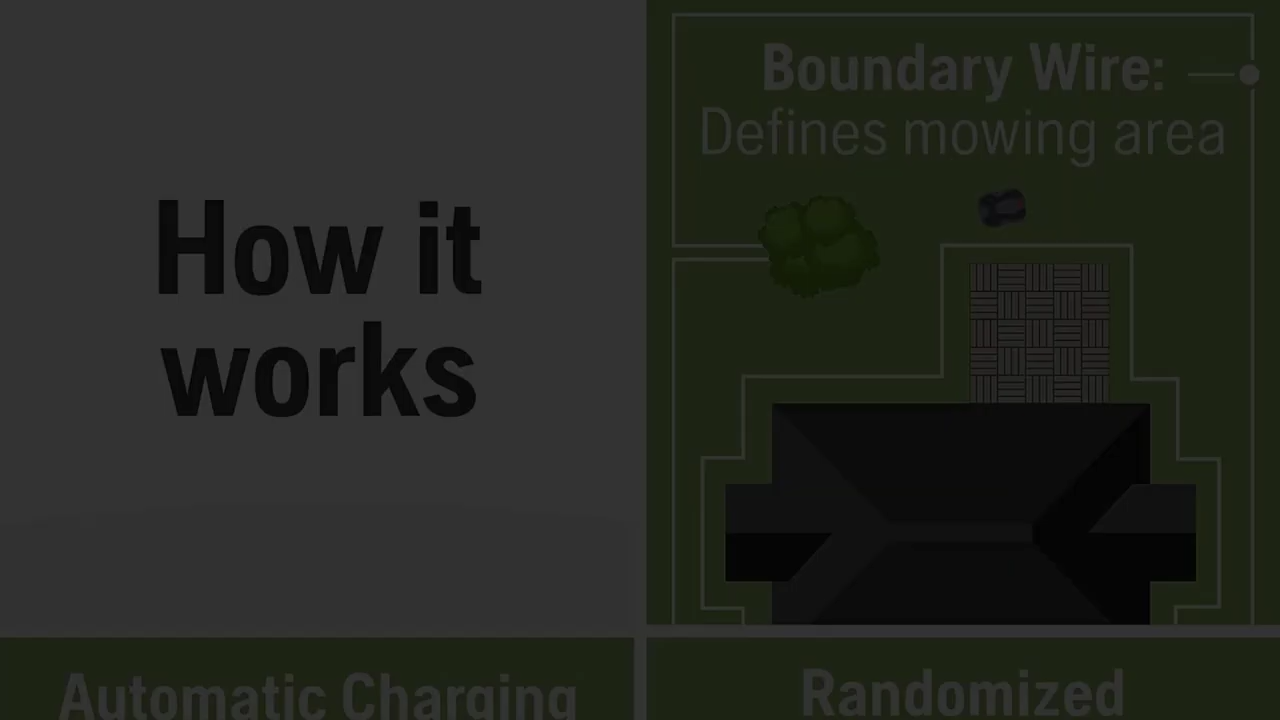 How it
works
Boundary Wire:
Defines mowing area
Automatic Charging
Randomized